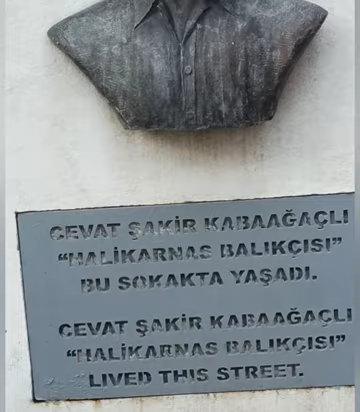 CEVAT ŞAKİR KABAAĞAÇLI
"HALİKARNAS BALIKÇISI"
BU SOKAKTA YAŞADI.
CEVAT ŞAKİR KABAAĞAÇLI
"HALİKARNAS BALIKÇISI"
LIVED THIS STREET.